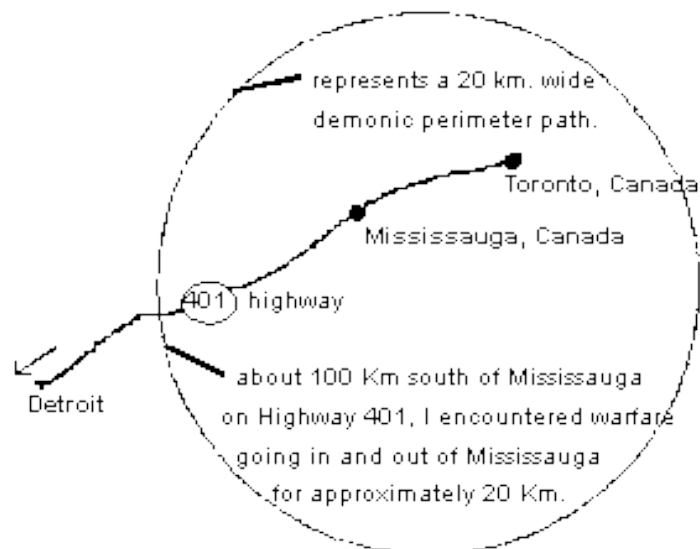 represents a 20 km. wide
demonic perimeter path.
Toronto, Canada
Mississauga, Canada
401 highway
Detroit
about 100 Km south of Mississauga
on Highway 401, I encountered warfare
going in and out of Mississauga
for approximately 20 Km.